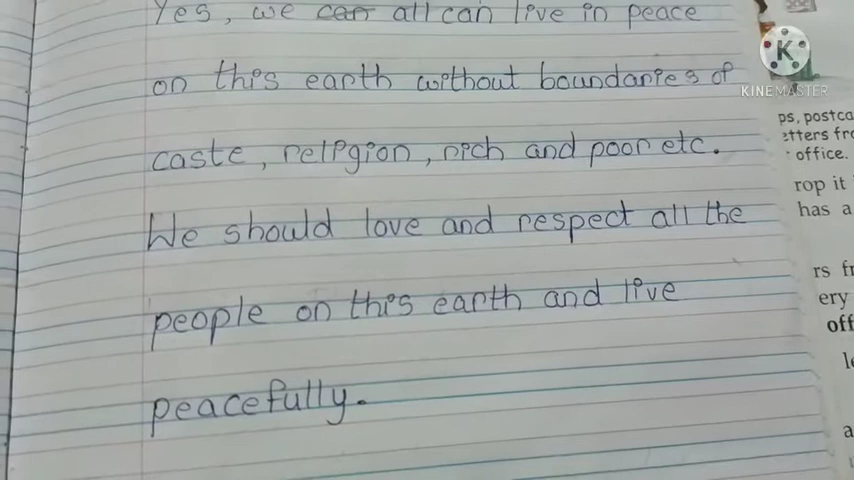 Yes, we can all can live in peace
on this earth without boundaries of
caste, religion, rich and poor etc.
We should love and respect all the
people on this earth and live
peacefully.
K
KINEMASTER
ps, postca
etters fro
office.
rop it
has a
rs fr
ery
off